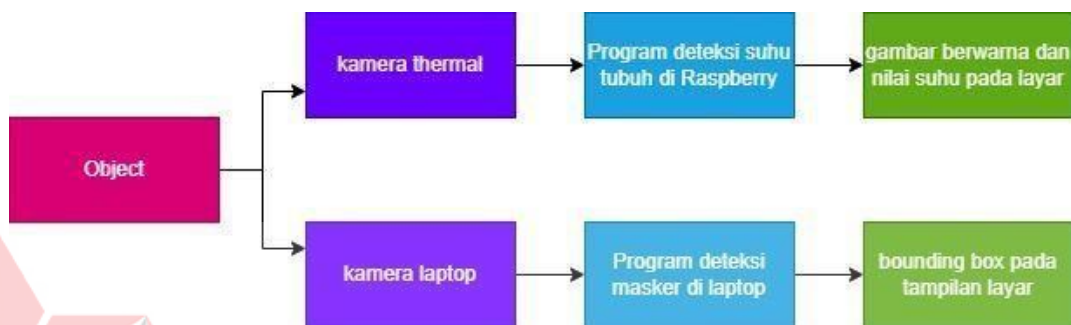 Object
kamera thermal
Program deteksi suhu
tubuh di Raspberry
gambar berwarna dan
nilai suhu pada layar
kamera laptop
Program deteksi
masker di laptop
bounding box pada
tampilan layar